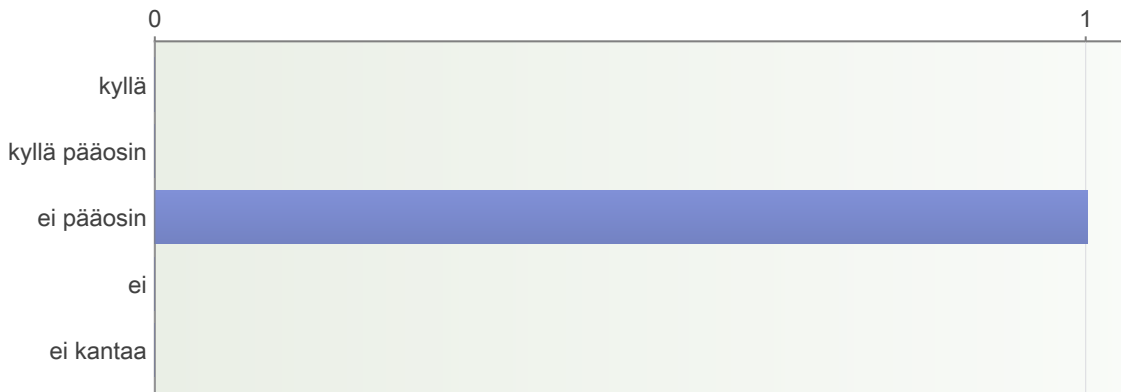 0 1
kyllä
kyllä pääosin
ei pääosin
ei
ei kantaa